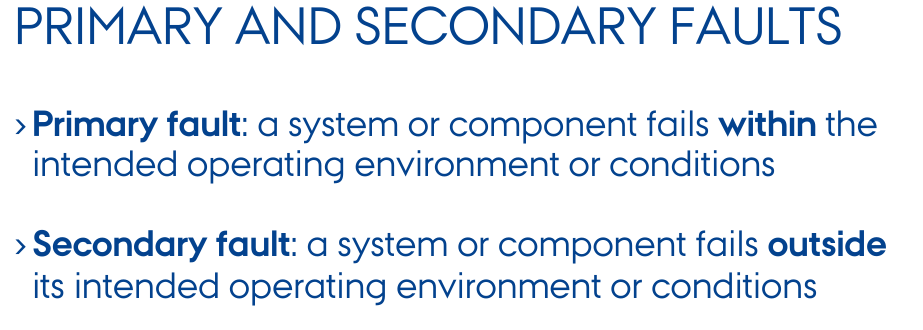 PRIMARY AND SECONDARY FAULTS
› Primary fault: a system or component fails within the
intended operating environment or conditions
› Secondary fault: a system or component fails outside
its intended operating environment or conditions